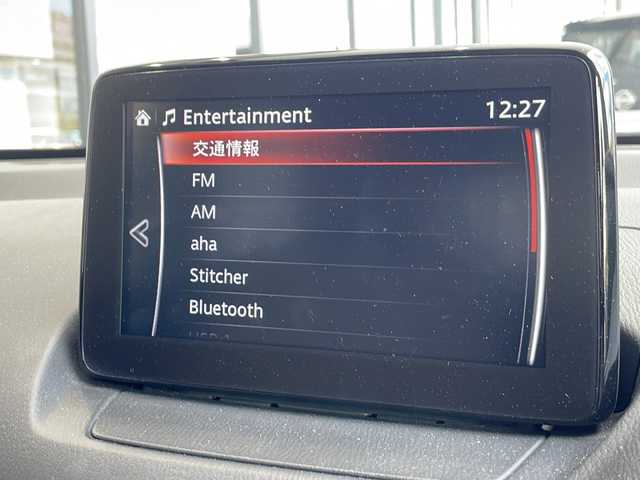 Entertainment 12:27
交通情報
FM
AM
aha
Stitcher
Bluetooth